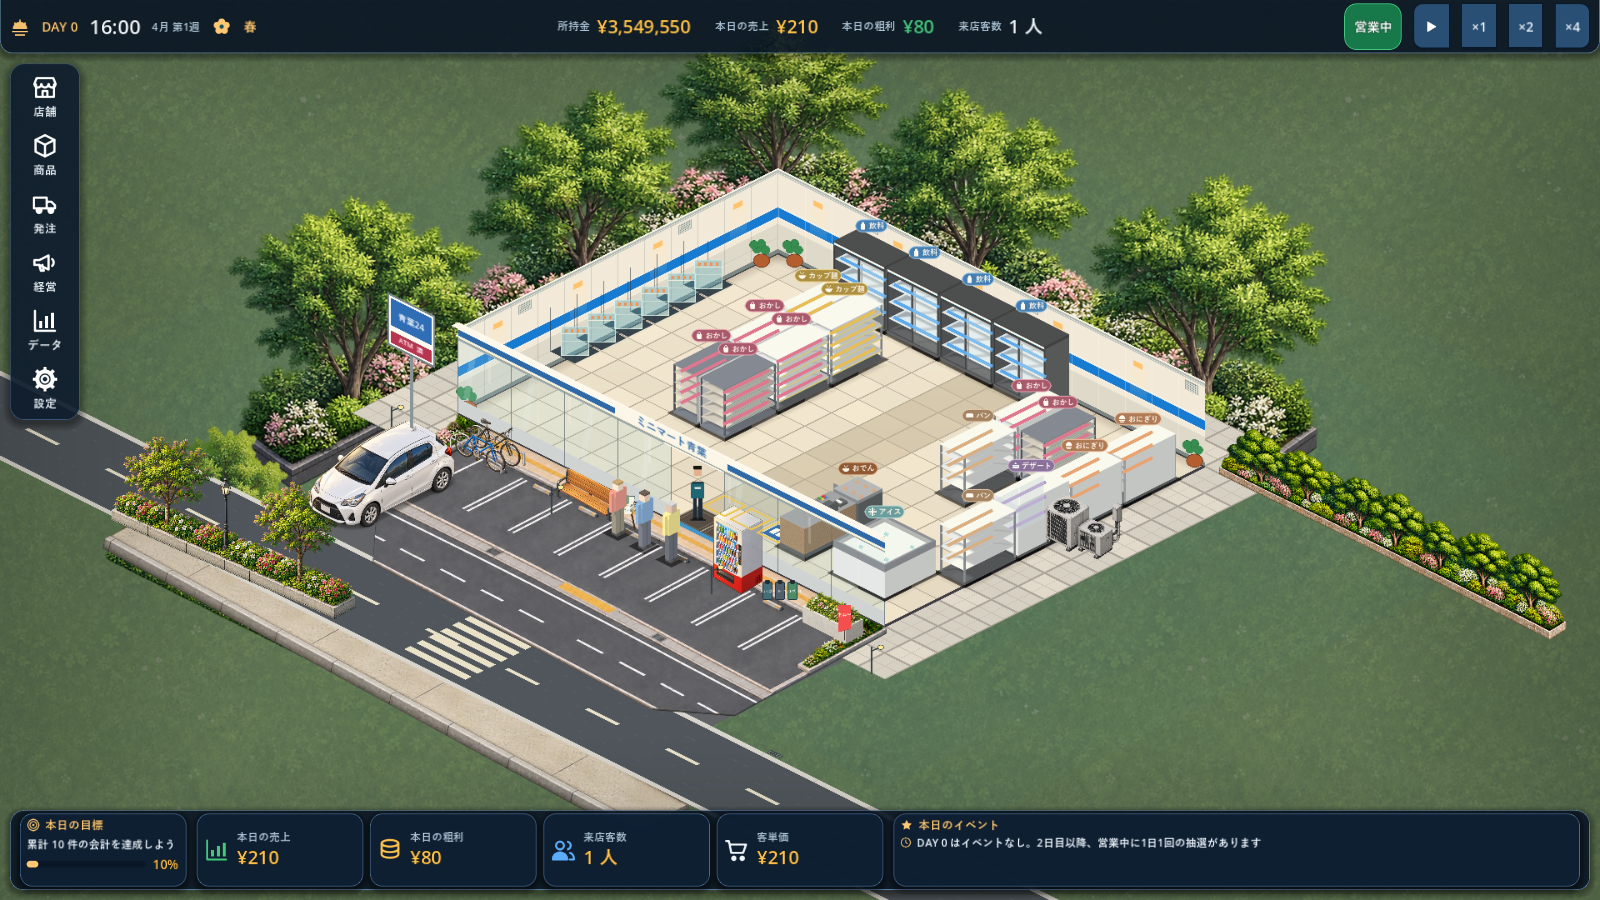 DAY 0 16:00 4月 第1週 春
所持金 ¥3,549,550 本日の売上 ¥210 本日の粗利 ¥80 来店客数 1 人
営業中 ×1 ×2 ×4
店舗
商品
発注
経営
データ
設定
飲料
飲料
飲料
飲料
カップ麺
カップ麺
おかし
おかし
おかし
おかし
おかし
おかし
パン
おにぎり
おにぎり
デザート
パン
おでん
アイス
青葉24
ATM
ミニマート青葉
本日の目標
累計 10 件の会計を達成しよう
10%
本日の売上
¥210
本日の粗利
¥80
来店客数
1 人
客単価
¥210
本日のイベント
DAY 0 はイベントなし。2日目以降、営業中に1日1回の抽選があります